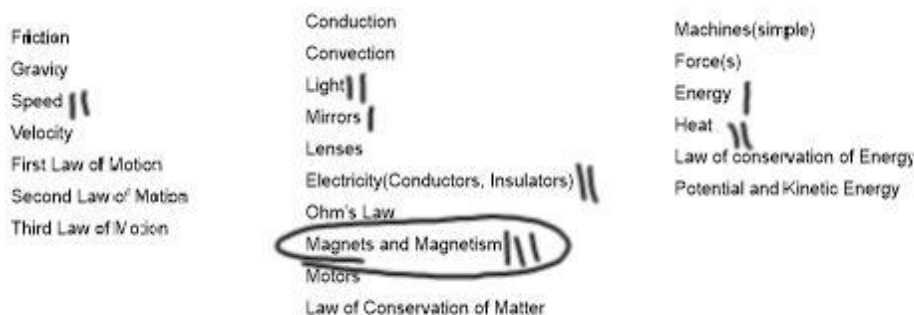 Friction
Gravity
Speed ||
Velocity
First Law of Motion
Second Law of Motion
Third Law of Motion
Conduction
Convection
Light ||
Mirrors |
Lenses
Electricity(Conductors, Insulators) ||
Ohm's Law
Magnets and Magnetism |||
Motors
Law of Conservation of Matter
Machines(simple)
Force(s)
Energy |
Heat ||
Law of conservation of Energy
Potential and Kinetic Energy